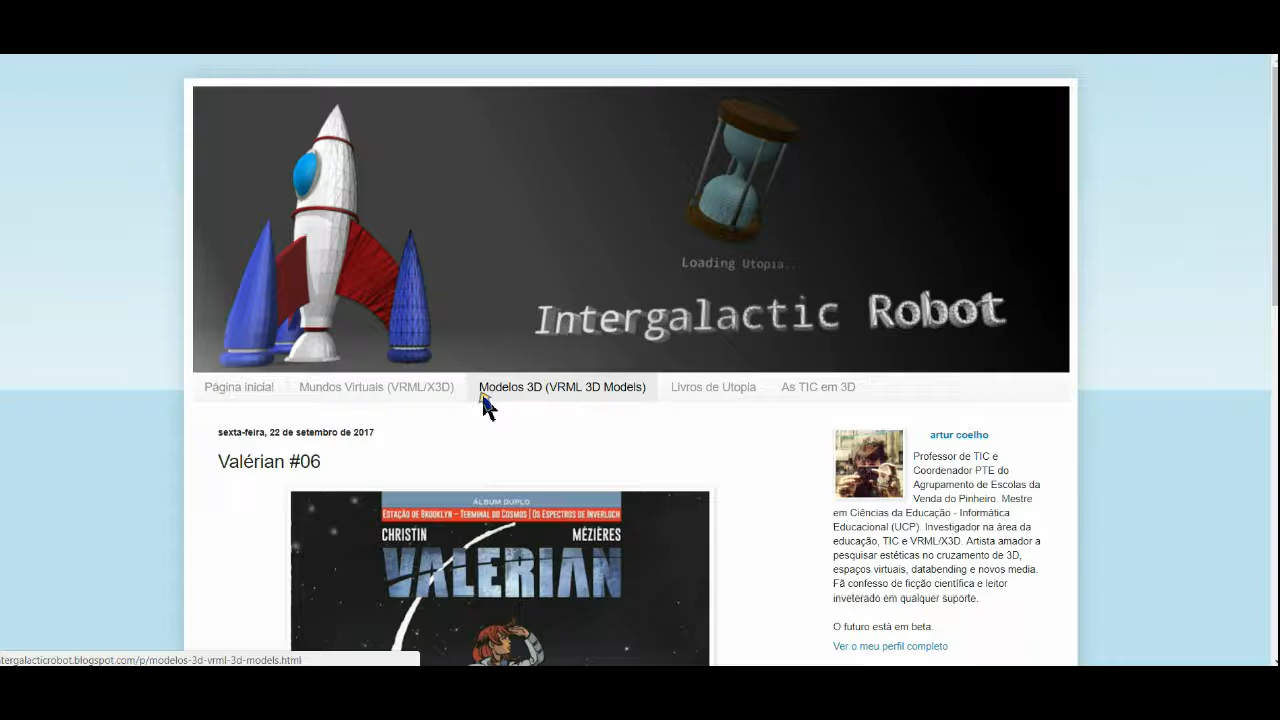 Loading Utopia...
Intergalactic Robot
Página inicial
Mundos Virtuais (VRML/X3D)
Modelos 3D (VRML 3D Models)
Livros de Utopia
As TIC em 3D
sexta-feira, 22 de setembro de 2017
Valérian #06
ÁLBUM DUPLO
ESTAÇÃO DE BROOKLYN – TERMINAL DO COSMOS | OS ESPECTROS DE INVERLOCH
CHRISTIN
MÉZIÈRES
VALERIAN
artur coelho
Professor de TIC e
Coordenador PTE do
Agrupamento de Escolas da
Venda do Pinheiro. Mestre
em Ciências da Educação - Informática
Educacional (UCP). Investigador na área da
educação, TIC e VRML/X3D. Artista amador a
pesquisar estéticas no cruzamento de 3D,
espaços virtuais, databending e novos media.
Fã confesso de ficção científica e leitor
inveterado em qualquer suporte.
O futuro está em beta.
Ver o meu perfil completo
ntergalacticrobot.blogspot.com/p/modelos-3d-vrml-3d-models.html